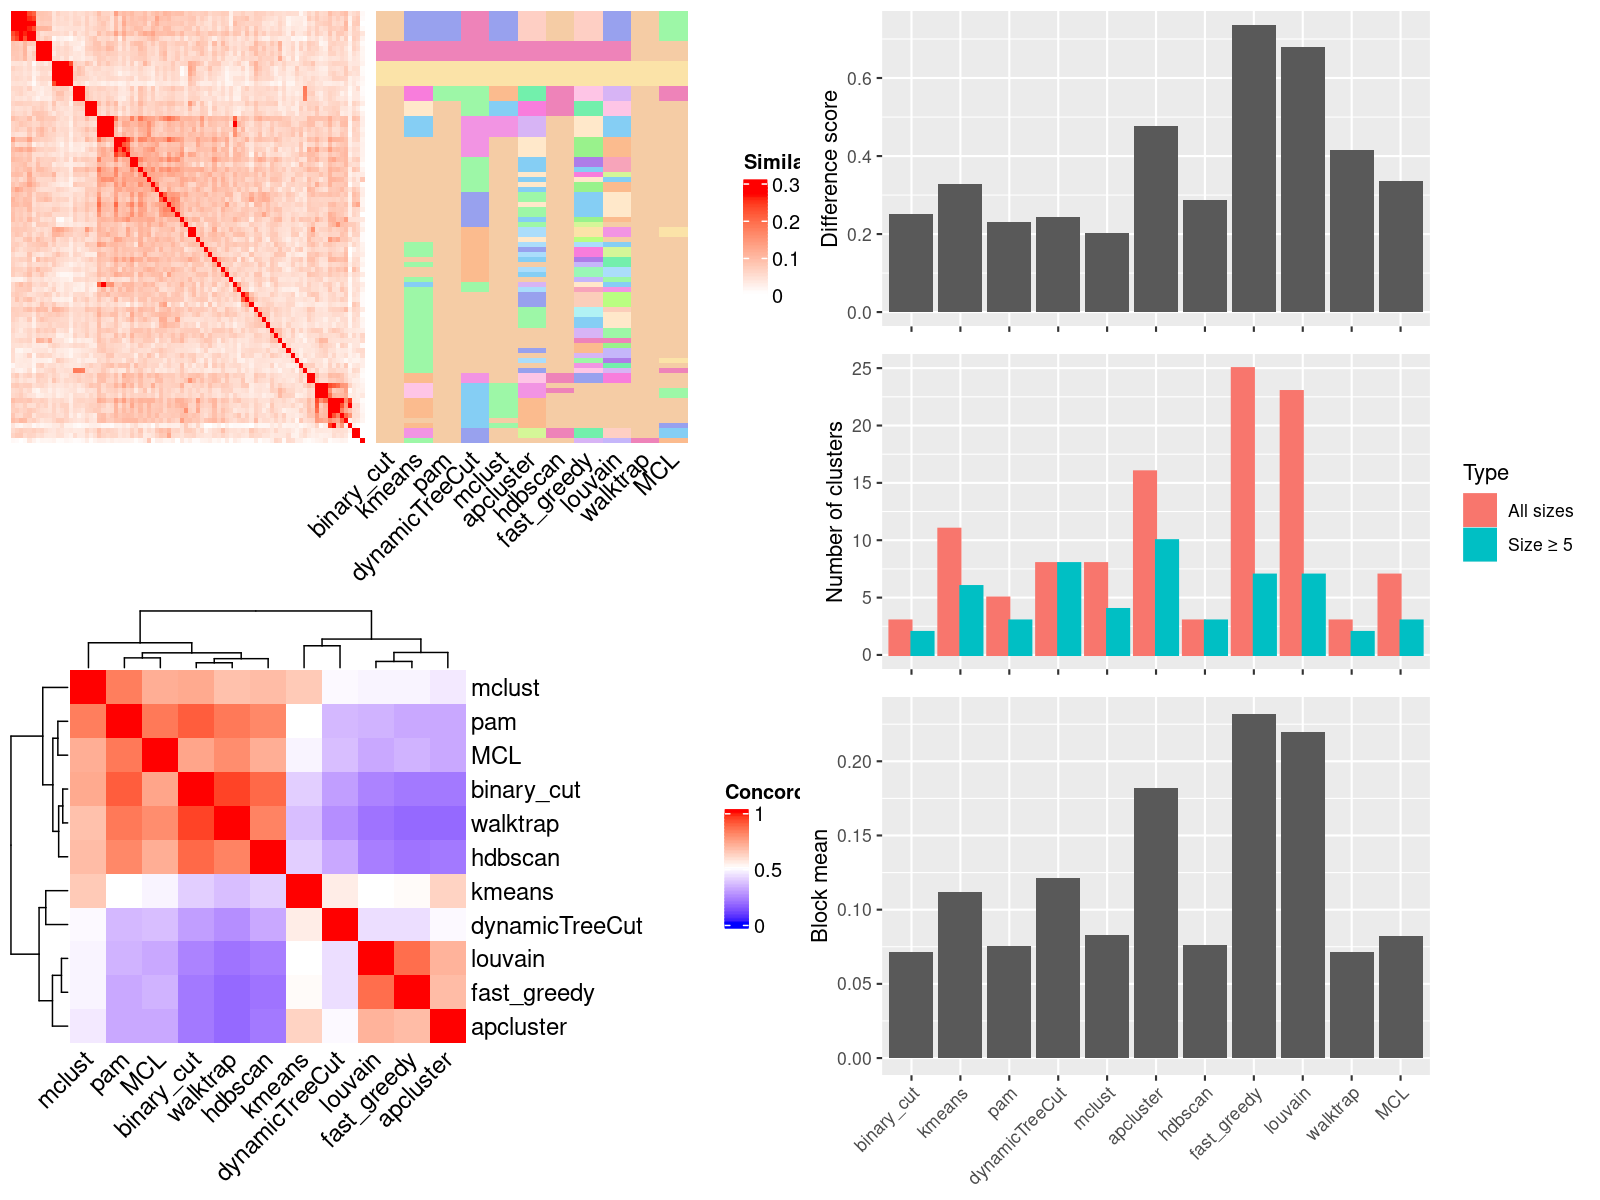 Simila
0.3
0.2
0.1
0
binary_cut
kmeans
pam
dynamicTreeCut
mclust
apcluster
hdbscan
fast_greedy
louvain
walktrap
MCL
mclust
pam
MCL
binary_cut
walktrap
hdbscan
kmeans
dynamicTreeCut
louvain
fast_greedy
apcluster
mclust
pam
MCL
binary_cut
walktrap
hdbscan
kmeans
dynamicTreeCut
louvain
fast_greedy
apcluster
Concord
1
0.5
0
Difference score
0.6
0.4
0.2
0.0
Number of clusters
25
20
15
10
5
0
Type
All sizes
Size ≥ 5
Block mean
0.20
0.15
0.10
0.05
0.00
binary_cut
kmeans
pam
dynamicTreeCut
mclust
apcluster
hdbscan
fast_greedy
louvain
walktrap
MCL